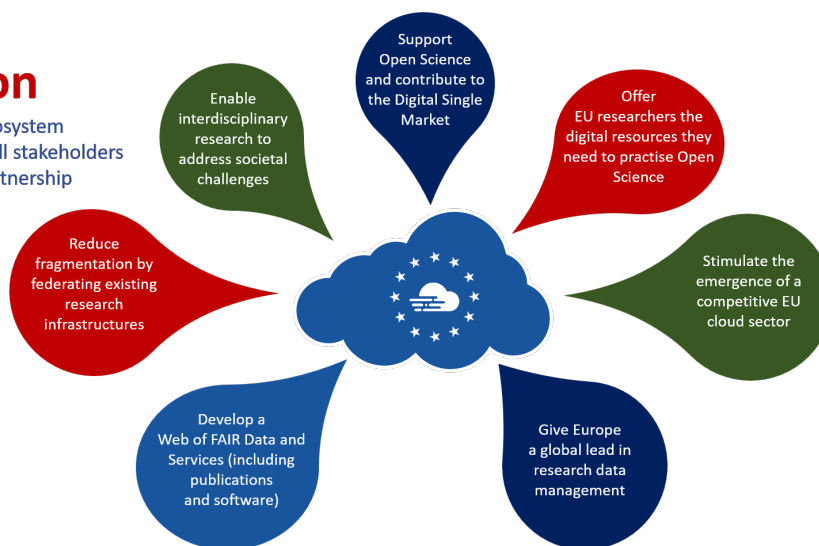 on
osystem
ll stakeholders
tnership
Support
Open Science
and contribute to
the Digital Single
Market
Enable
interdisciplinary
research to
address societal
challenges
Offer
EU researchers the
digital resources they
need to practise Open
Science
Reduce
fragmentation by
federating existing
research
infrastructures
Stimulate the
emergence of a
competitive EU
cloud sector
Develop a
Web of FAIR Data and
Services (including
publications
and software)
Give Europe
a global lead in
research data
management